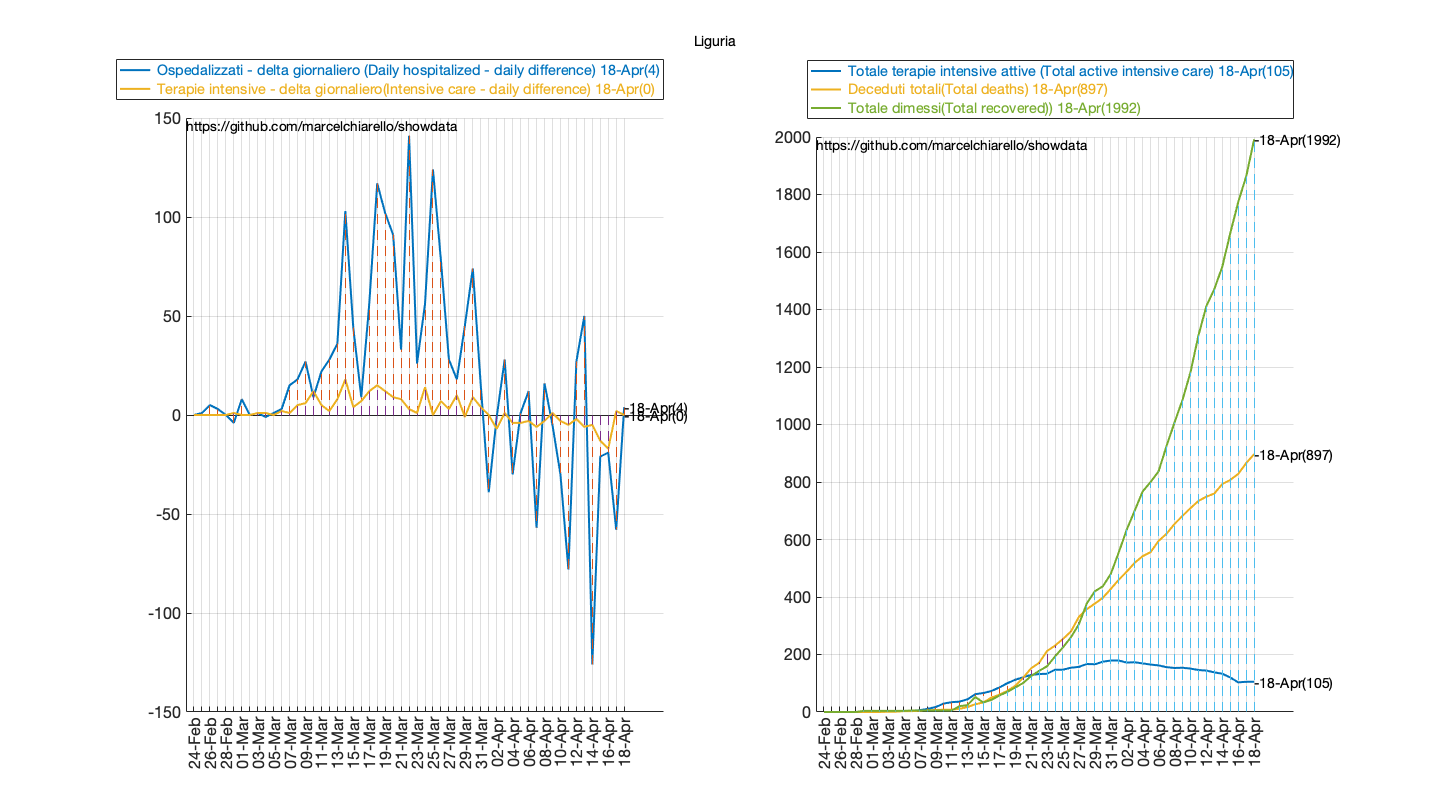 Liguria
Ospedalizzati - delta giornaliero (Daily hospitalized - daily difference) 18-Apr(4)
Terapie intensive - delta giornaliero(Intensive care - daily difference) 18-Apr(0)
https://github.com/marcelchiarello/showdata
150
100
50
0
-50
-100
-150
-18-Apr(4)
-18-Apr(0)
24-Feb
26-Feb
28-Feb
01-Mar
03-Mar
05-Mar
07-Mar
09-Mar
11-Mar
13-Mar
15-Mar
17-Mar
19-Mar
21-Mar
23-Mar
25-Mar
27-Mar
29-Mar
31-Mar
02-Apr
04-Apr
06-Apr
08-Apr
10-Apr
12-Apr
14-Apr
16-Apr
18-Apr
Totale terapie intensive attive (Total active intensive care) 18-Apr(105)
Deceduti totali(Total deaths) 18-Apr(897)
Totale dimessi(Total recovered)) 18-Apr(1992)
https://github.com/marcelchiarello/showdata
2000
1800
1600
1400
1200
1000
800
600
400
200
0
-18-Apr(1992)
-18-Apr(897)
-18-Apr(105)
24-Feb
26-Feb
28-Feb
01-Mar
03-Mar
05-Mar
07-Mar
09-Mar
11-Mar
13-Mar
15-Mar
17-Mar
19-Mar
21-Mar
23-Mar
25-Mar
27-Mar
29-Mar
31-Mar
02-Apr
04-Apr
06-Apr
08-Apr
10-Apr
12-Apr
14-Apr
16-Apr
18-Apr